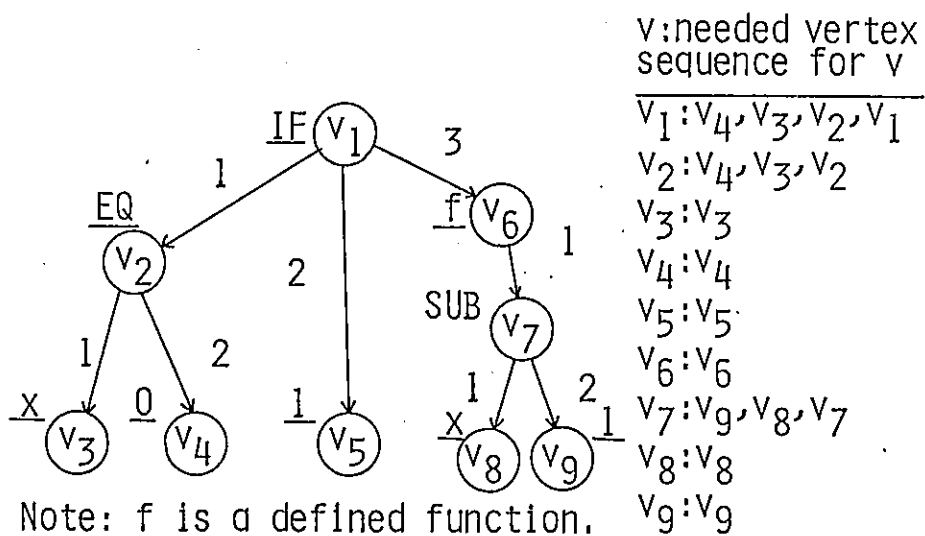 v:needed vertex
sequence for v
IF v1 3
1
EQ f v6
v2 2 1
SUB v7
1 2
1 2
X 0 1 X 1
v3 v4 v5 v8 v9
v1:v4,v3,v2,v1
v2:v4,v3,v2
v3:v3
v4:v4
v5:v5
v6:v6
v7:v9,v8,v7
v8:v8
v9:v9
Note: f is a defined function.